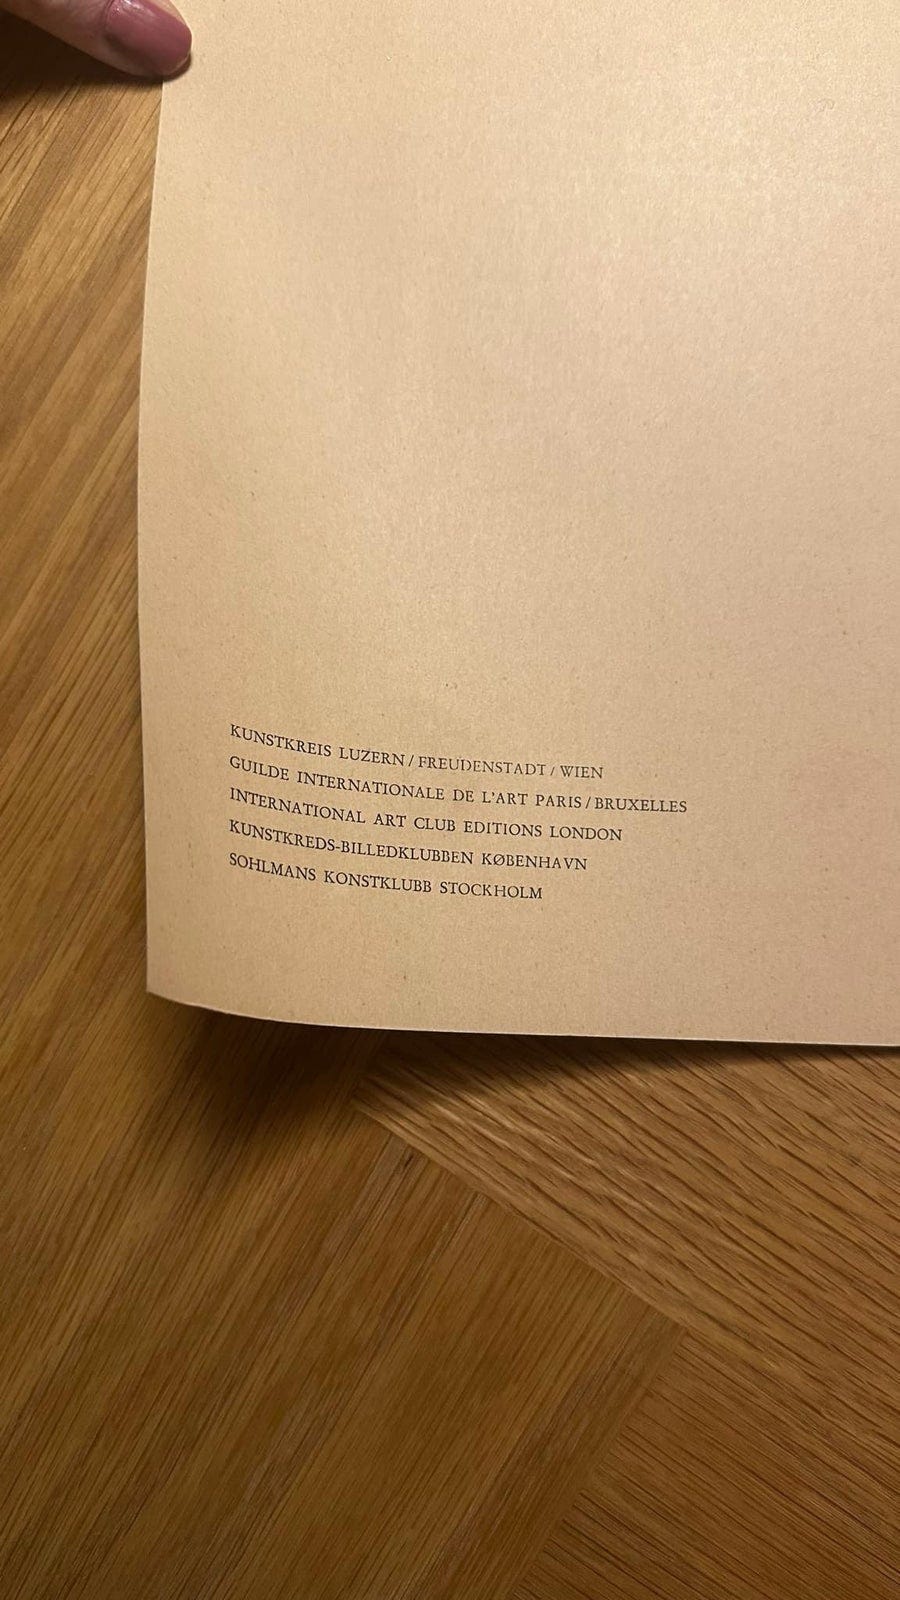 KUNSTKREIS LUZERN / FREUDENSTADT / WIEN
GUILDE INTERNATIONALE DE L'ART PARIS / BRUXELLES
INTERNATIONAL ART CLUB EDITIONS LONDON
KUNSTKREDS-BILLEDKLUBBEN KØBENHAVN
SOHLMANS KONSTKLUBB STOCKHOLM